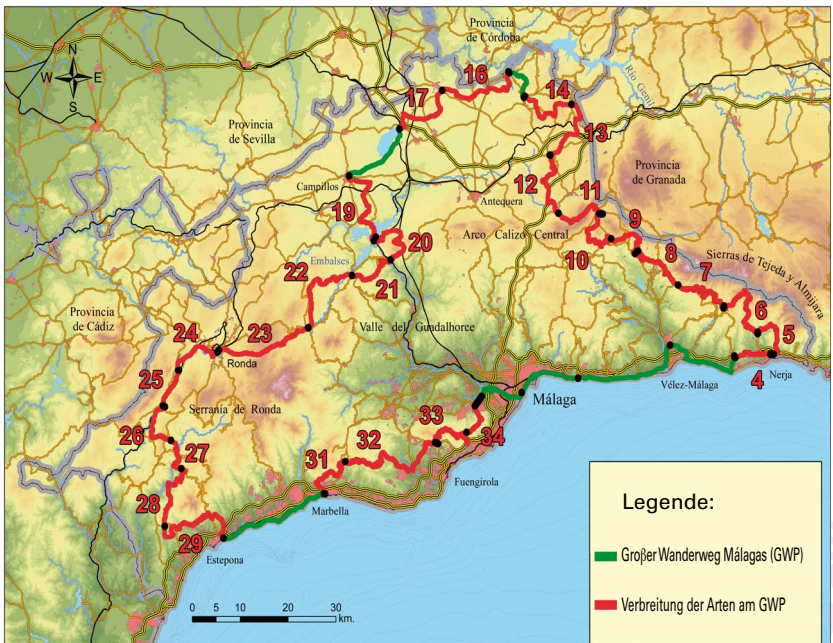 Provincia
de Córdoba
N
W E
S
16
17
14
Río Genil
Provincia
de Sevilla
13
Provincia
de Granada
Campillos
12
Antequera
11
19
Arco Calizo Central
9
10
20
8
Sierras de Tejeda y Almijara
Embalses
22
21
7
Provincia
de Cádiz
6
24
23
Valle del Guadalhorce
5
Ronda
4
Nerja
Vélez-Málaga
25
Málaga
Serranía de Ronda
26
33
34
27
32
31
Fuengirola
28
Marbella
29
Estepona
0 5 10 20 30
km.
Legende:
Großer Wanderweg Málagas (GWP)
Verbreitung der Arten am GWP